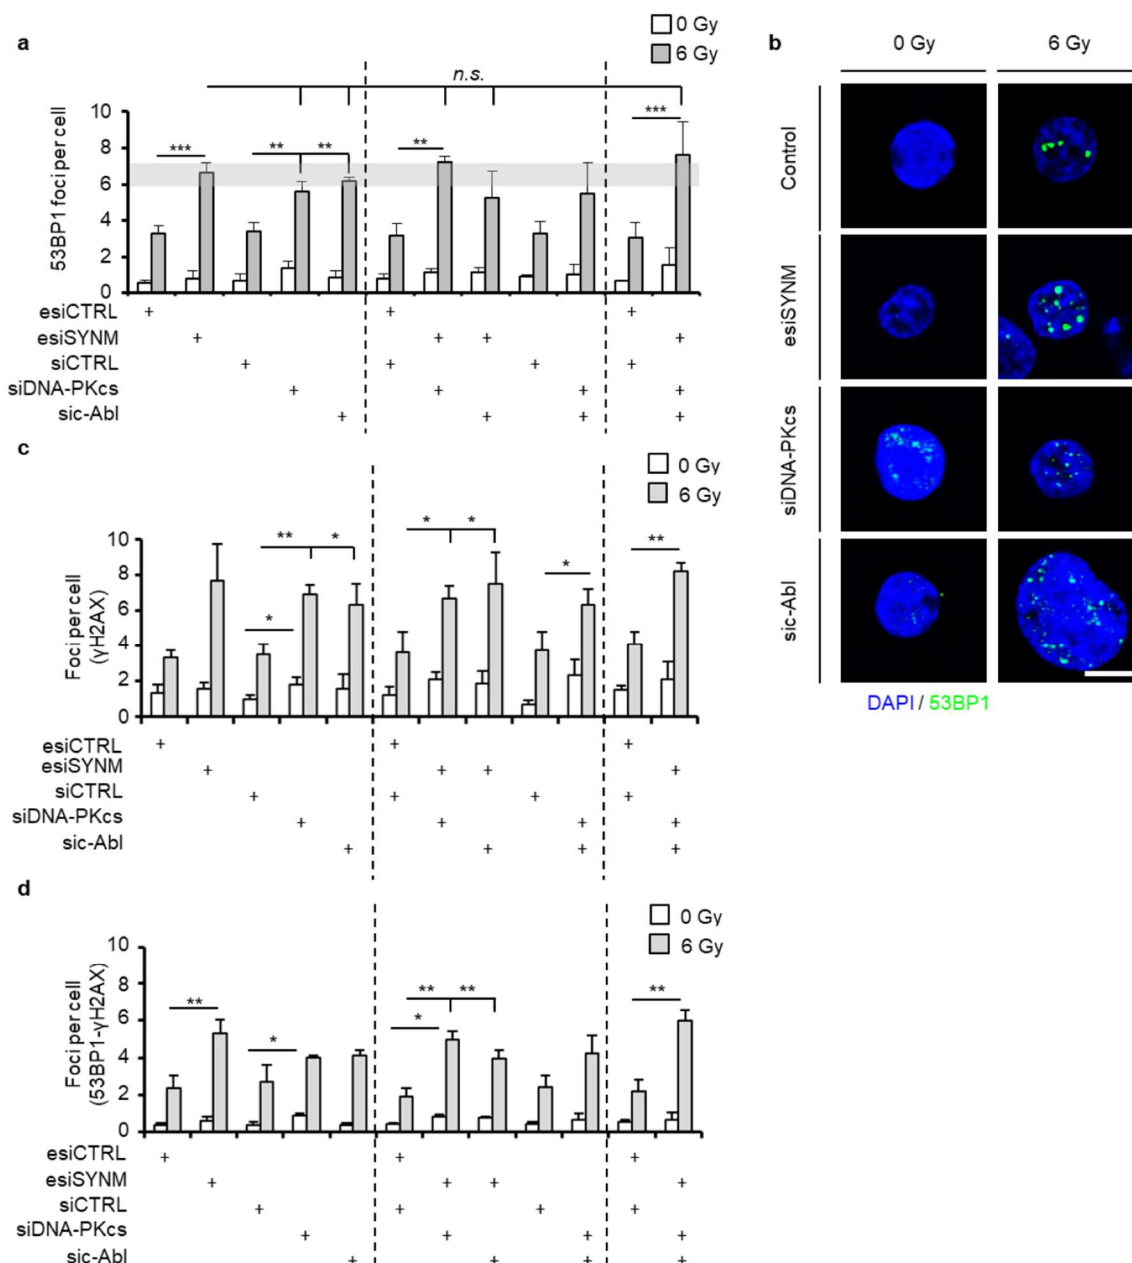 a
0 Gy
6 Gy
n.s.
*** ** ** ** ***
53BP1 foci per cell
10
8
6
4
2
0
esiCTRL + + +
esiSYNM + + + +
siCTRL + + + +
siDNA-PKcs + + + +
sic-Abl + + + +
b
0 Gy 6 Gy
Control
esiSYNM
siDNA-PKcs
sic-Abl
DAPI / 53BP1
c
0 Gy
6 Gy
** * * * * * **
Foci per cell
(γH2AX)
10
8
6
4
2
0
esiCTRL + + +
esiSYNM + + + +
siCTRL + + + +
siDNA-PKcs + + + +
sic-Abl + + + +
d
0 Gy
6 Gy
** * ** ** * **
Foci per cell
(53BP1-γH2AX)
10
8
6
4
2
0
esiCTRL + + +
esiSYNM + + + +
siCTRL + + + +
siDNA-PKcs + + + +
sic-Abl + + + +